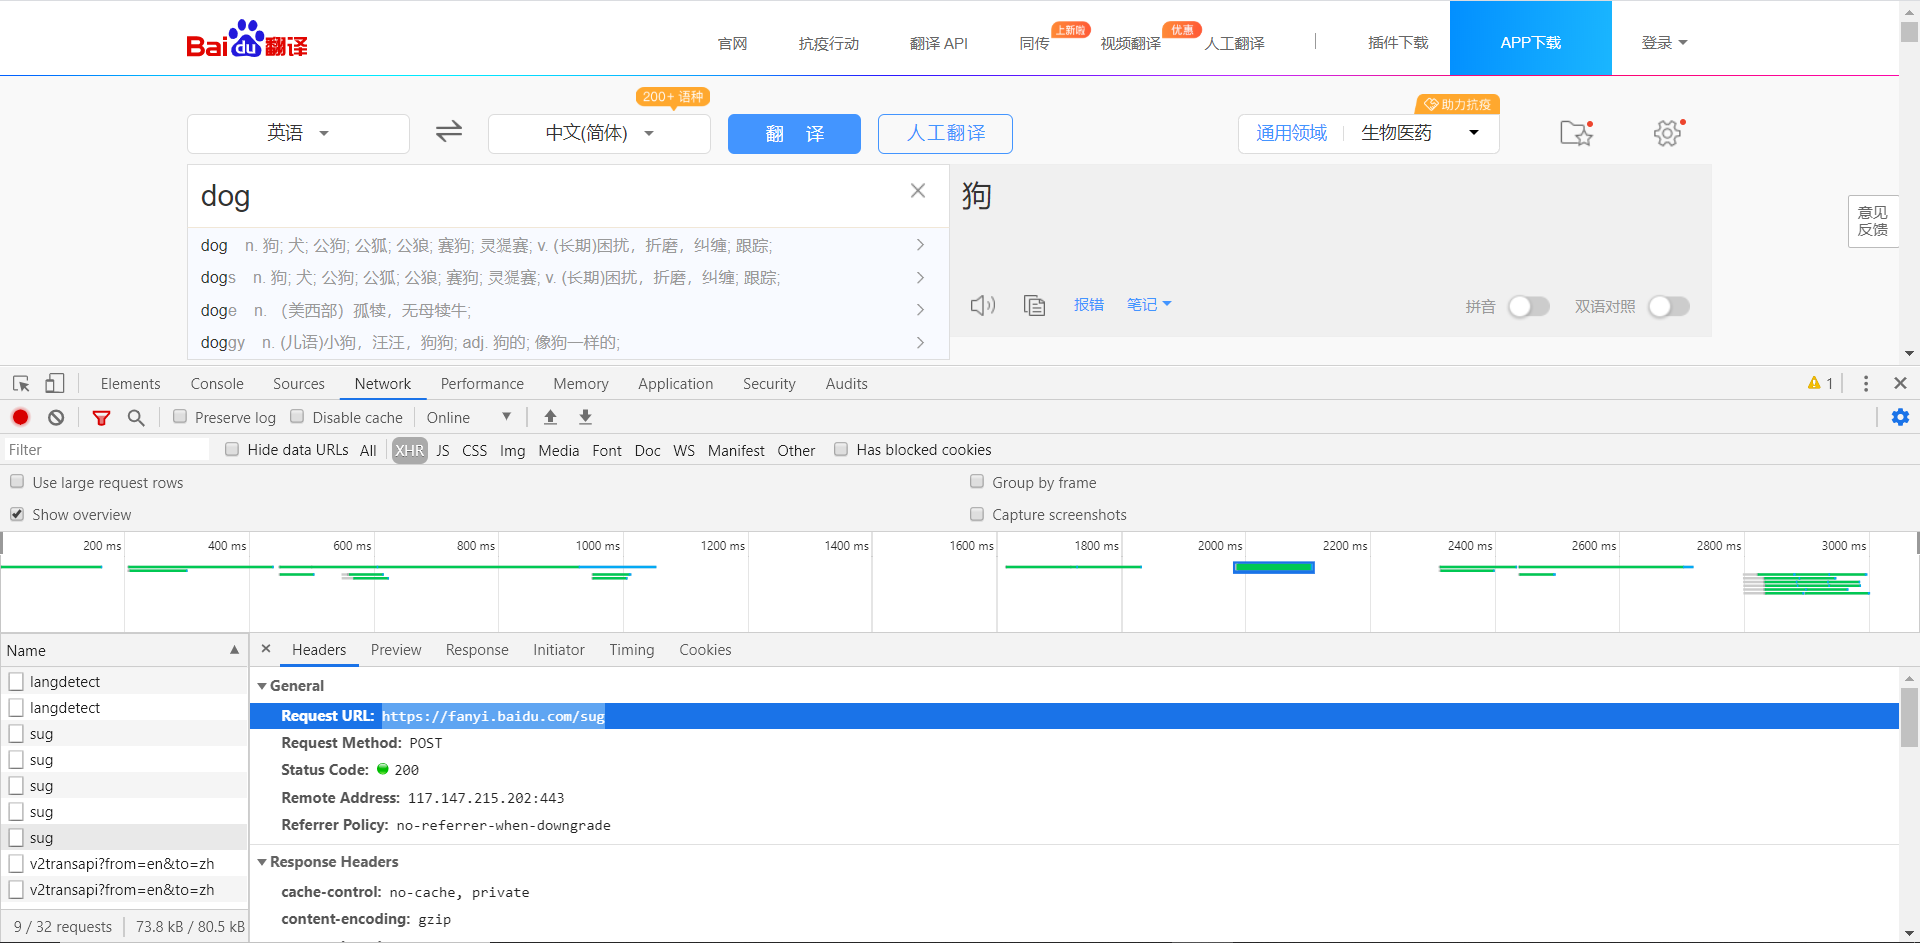 Bai du 翻译
官网 抗疫行动 翻译 API 同传 上新啦 视频翻译 优惠 人工翻译 插件下载 APP下载 登录
200+ 语种
助力抗疫
英语 中文(简体) 翻 译 人工翻译 通用领域 生物医药
dog
狗
意见
反馈
dog n. 狗; 犬; 公狗; 公狐; 公狼; 赛狗; 灵𤟥赛; v. (长期)困扰，折磨，纠缠; 跟踪;
dogs n. 狗; 犬; 公狗; 公狐; 公狼; 赛狗; 灵𤟥赛; v. (长期)困扰，折磨，纠缠; 跟踪;
doge n. （美西部）孤犊，无母犊牛;
doggy n. (儿语)小狗，汪汪，狗狗; adj. 狗的; 像狗一样的;
报错 笔记 拼音 双语对照
Elements Console Sources Network Performance Memory Application Security Audits 1
Preserve log Disable cache Online
Filter Hide data URLs All XHR JS CSS Img Media Font Doc WS Manifest Other Has blocked cookies
Use large request rows Group by frame
Show overview Capture screenshots
200 ms 400 ms 600 ms 800 ms 1000 ms 1200 ms 1400 ms 1600 ms 1800 ms 2000 ms 2200 ms 2400 ms 2600 ms 2800 ms 3000 ms
Name
langdetect
langdetect
sug
sug
sug
sug
sug
v2transapi?from=en&to=zh
v2transapi?from=en&to=zh
9 / 32 requests 73.8 kB / 80.5 kB
Headers Preview Response Initiator Timing Cookies
General
Request URL: https://fanyi.baidu.com/sug
Request Method: POST
Status Code: 200
Remote Address: 117.147.215.202:443
Referrer Policy: no-referrer-when-downgrade
Response Headers
cache-control: no-cache, private
content-encoding: gzip